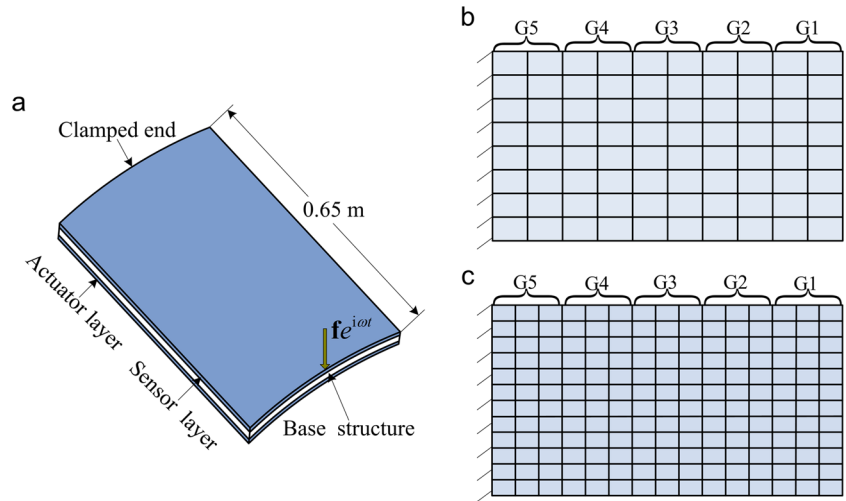 a
Clamped end
0.65 m
Actuator layer
Sensor layer
Base structure
fe^{iωt}
b
G5 G4 G3 G2 G1
c
G5 G4 G3 G2 G1